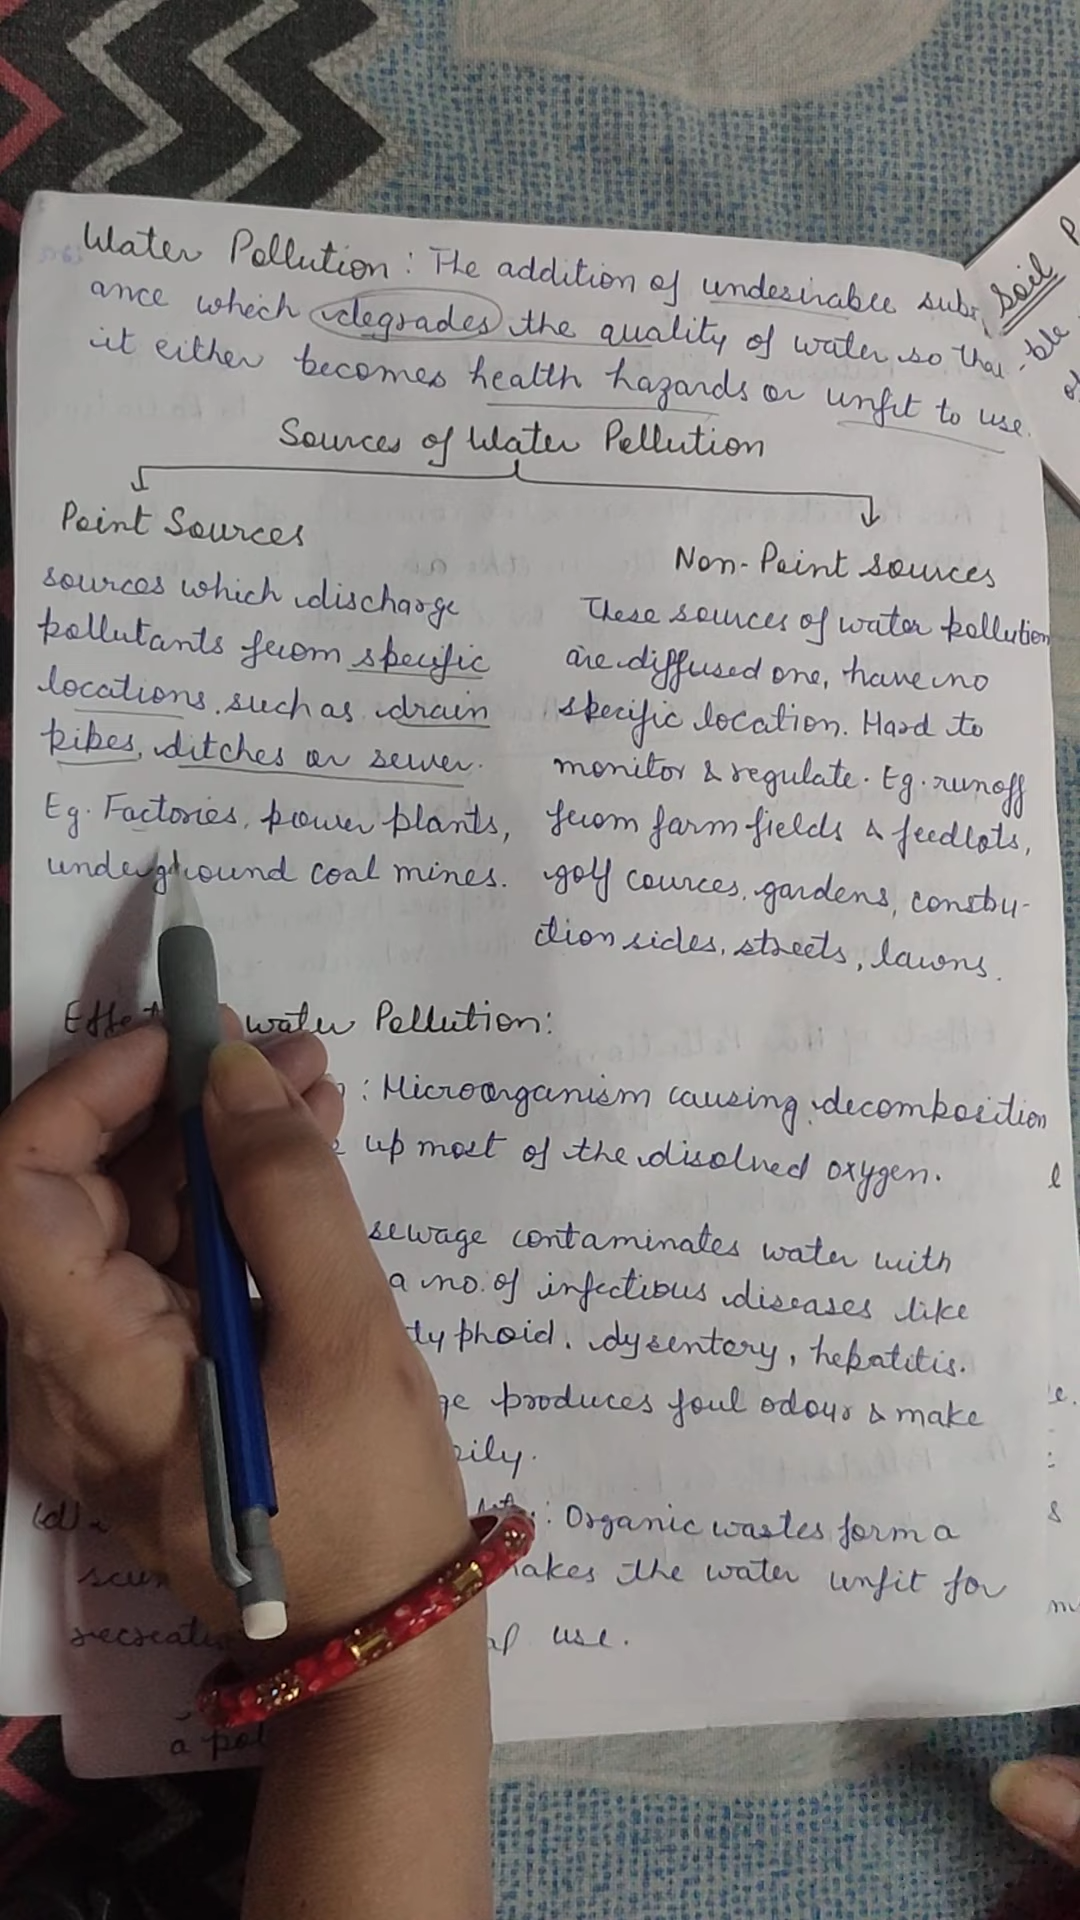 Water Pollution : The addition of undesirable subst
ance which degrades the quality of water so that
it either becomes health hazards or unfit to use.
Sources of Water Pollution
Point Sources
sources which discharge
pollutants from specific
locations, such as drain
pipes, ditches or sewer.
Eg. Factories, power plants,
underground coal mines.
Non-Point Sources
These sources of water pollution
are diffused one, have no
specific location. Hard to
monitor & regulate. Eg. runoff
from farm fields & feedlots,
golf cources, gardens, constru-
ction sides, streets, lawns.
water Pollution:
: Microorganism causing decomposition
up most of the disolved oxygen.
sewage contaminates water with
a no. of infectious diseases like
typhoid, dysentery, hepatitis.
produces foul odour & make
(d)
: Organic wastes form a
makes the water unfit for
use.
a
Soil